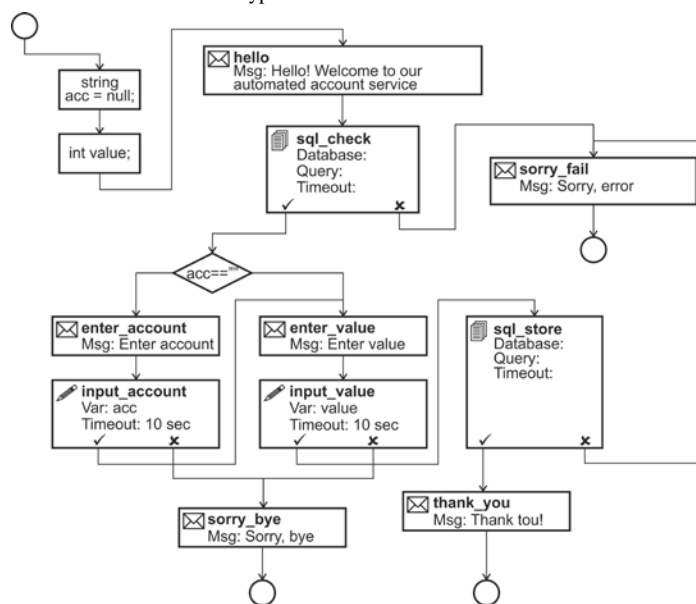 string
acc = null;
int value;
hello
Msg: Hello! Welcome to our
automated account service
sql_check
Database:
Query:
Timeout:
✓ ✗
sorry_fail
Msg: Sorry, error
acc==""
enter_account
Msg: Enter account
enter_value
Msg: Enter value
sql_store
Database:
Query:
Timeout:
✓ ✗
input_account
Var: acc
Timeout: 10 sec
✓ ✗
input_value
Var: value
Timeout: 10 sec
✓ ✗
sorry_bye
Msg: Sorry, bye
thank_you
Msg: Thank tou!